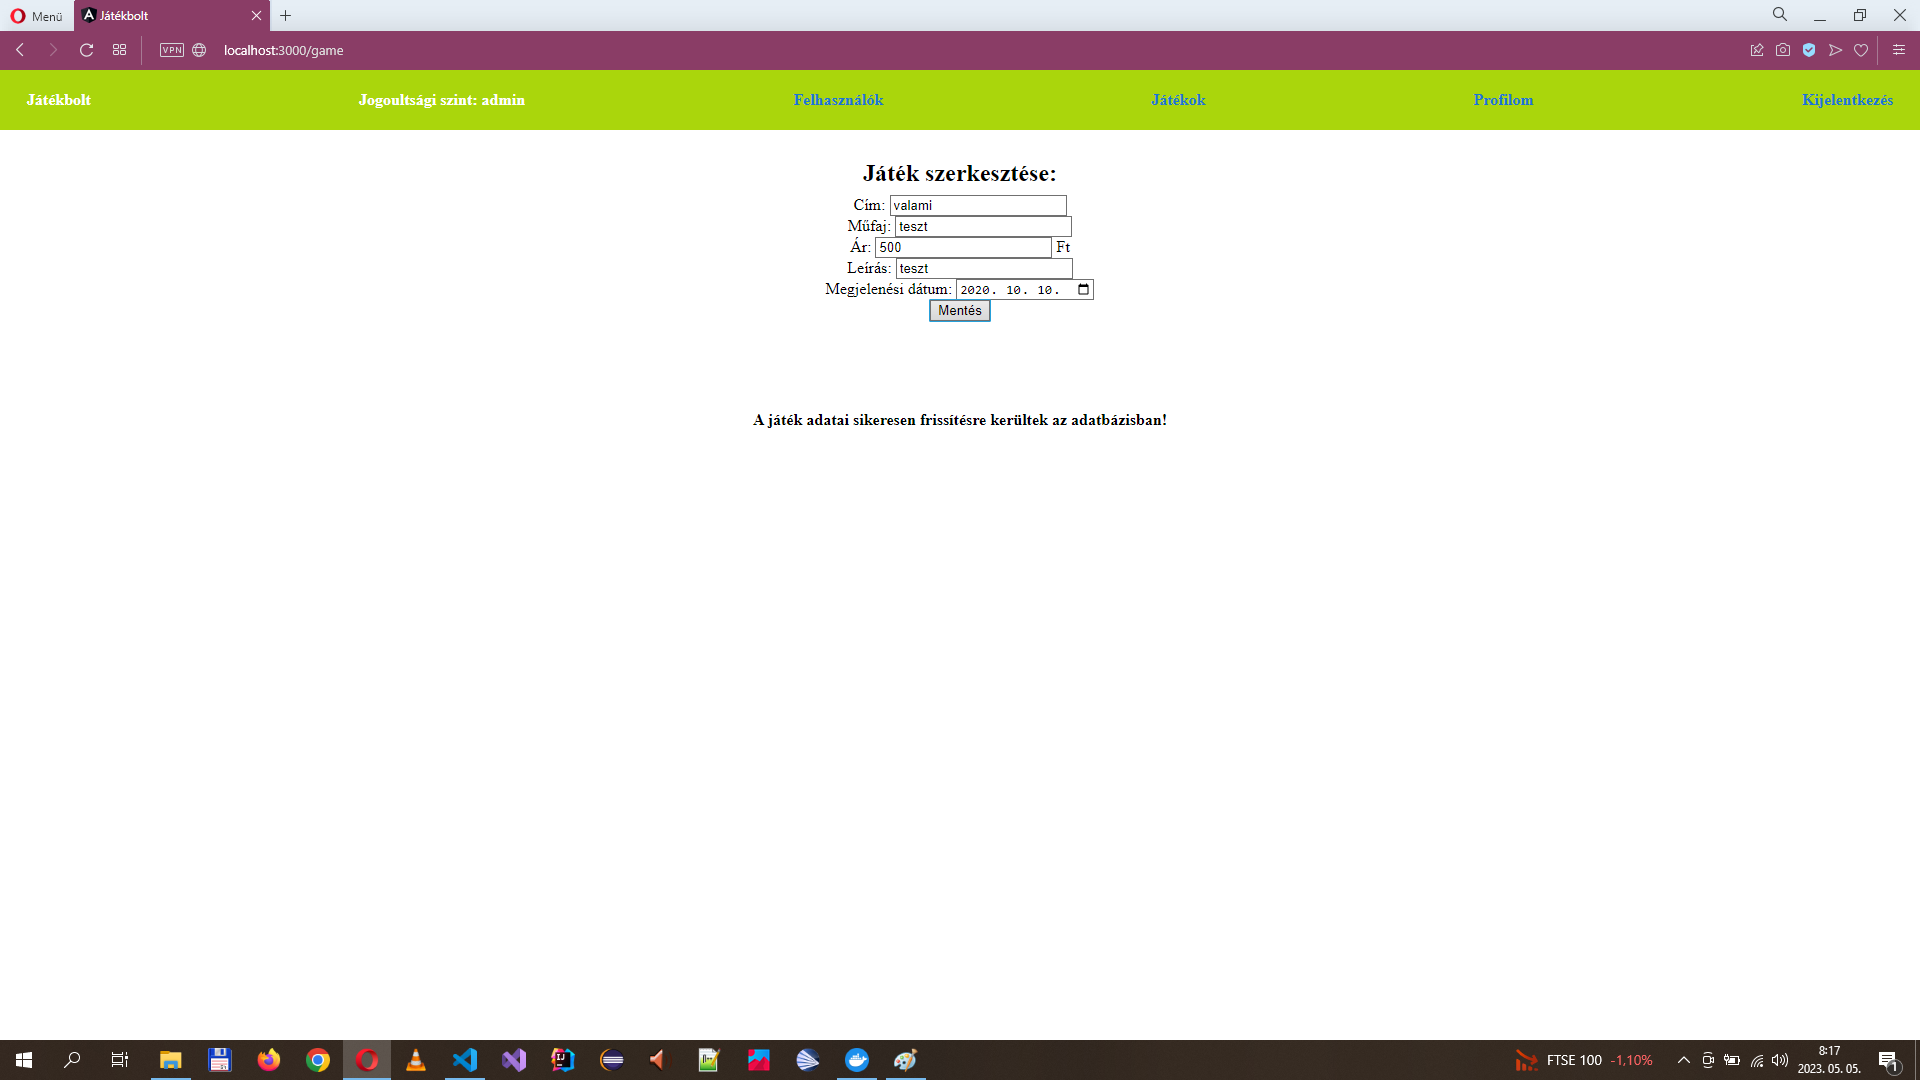 Menü
Játékbolt
VPN localhost:3000/game
Játékbolt Jogoultsági szint: admin Felhasználók Játékok Profilom Kijelentkezés
Játék szerkesztése:
Cím: valami
Műfaj: teszt
Ár: 500 Ft
Leírás: teszt
Megjelenési dátum: 2020. 10. 10.
Mentés
A játék adatai sikeresen frissítésre kerültek az adatbázisban!
FTSE 100 -1,10%
8:17
2023. 05. 05.
1